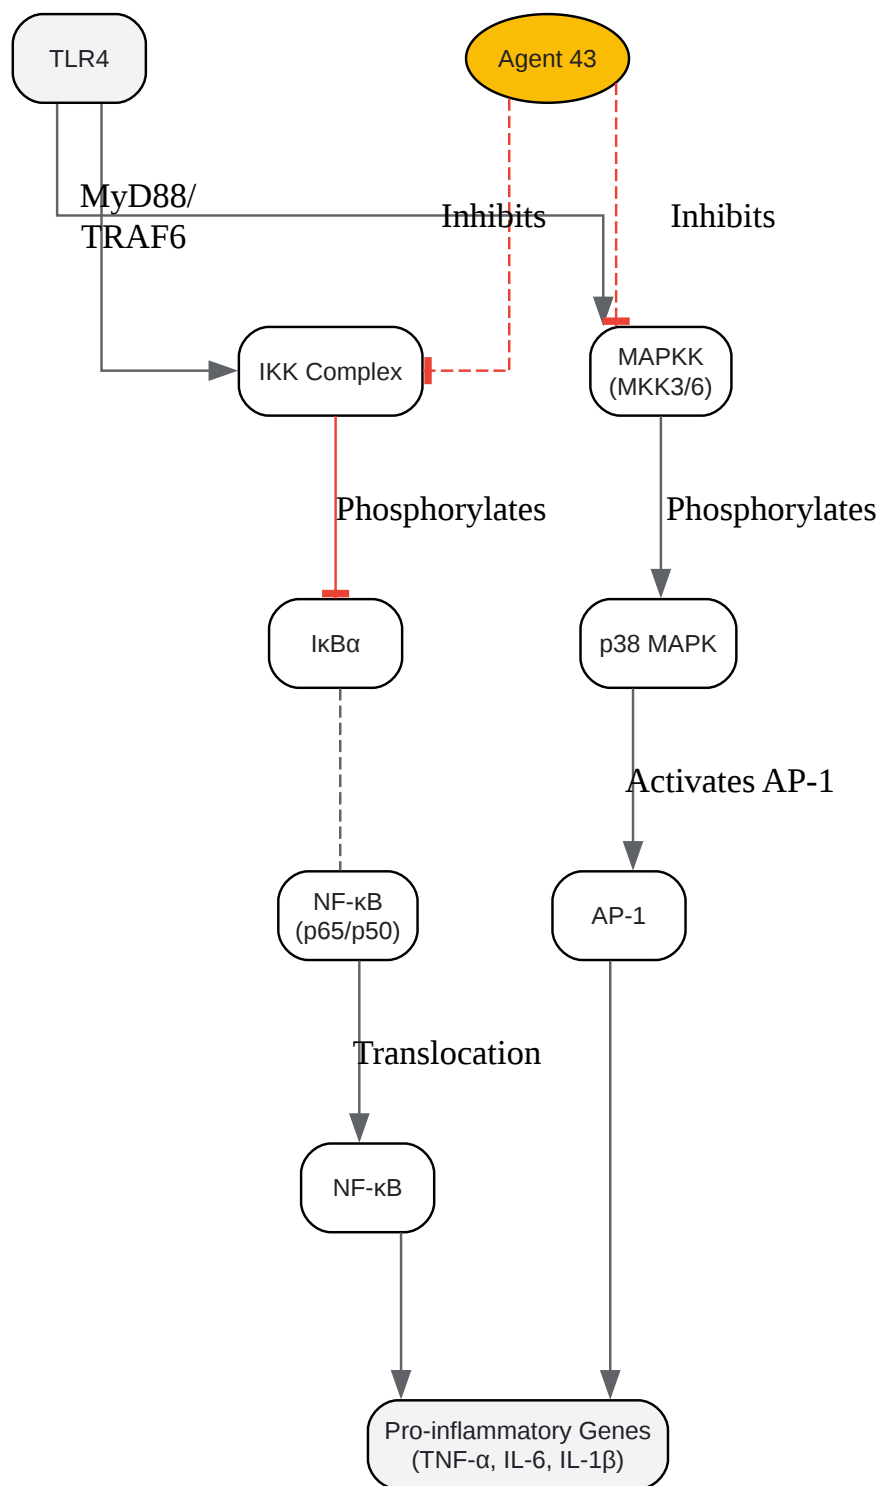 TLR4
Agent 43
MyD88/
TRAF6
Inhibits
Inhibits
IKK Complex
MAPKK
(MKK3/6)
Phosphorylates
Phosphorylates
IκBα
p38 MAPK
Activates AP-1
NF-κB
(p65/p50)
AP-1
Translocation
NF-κB
Pro-inflammatory Genes
(TNF-α, IL-6, IL-1β)